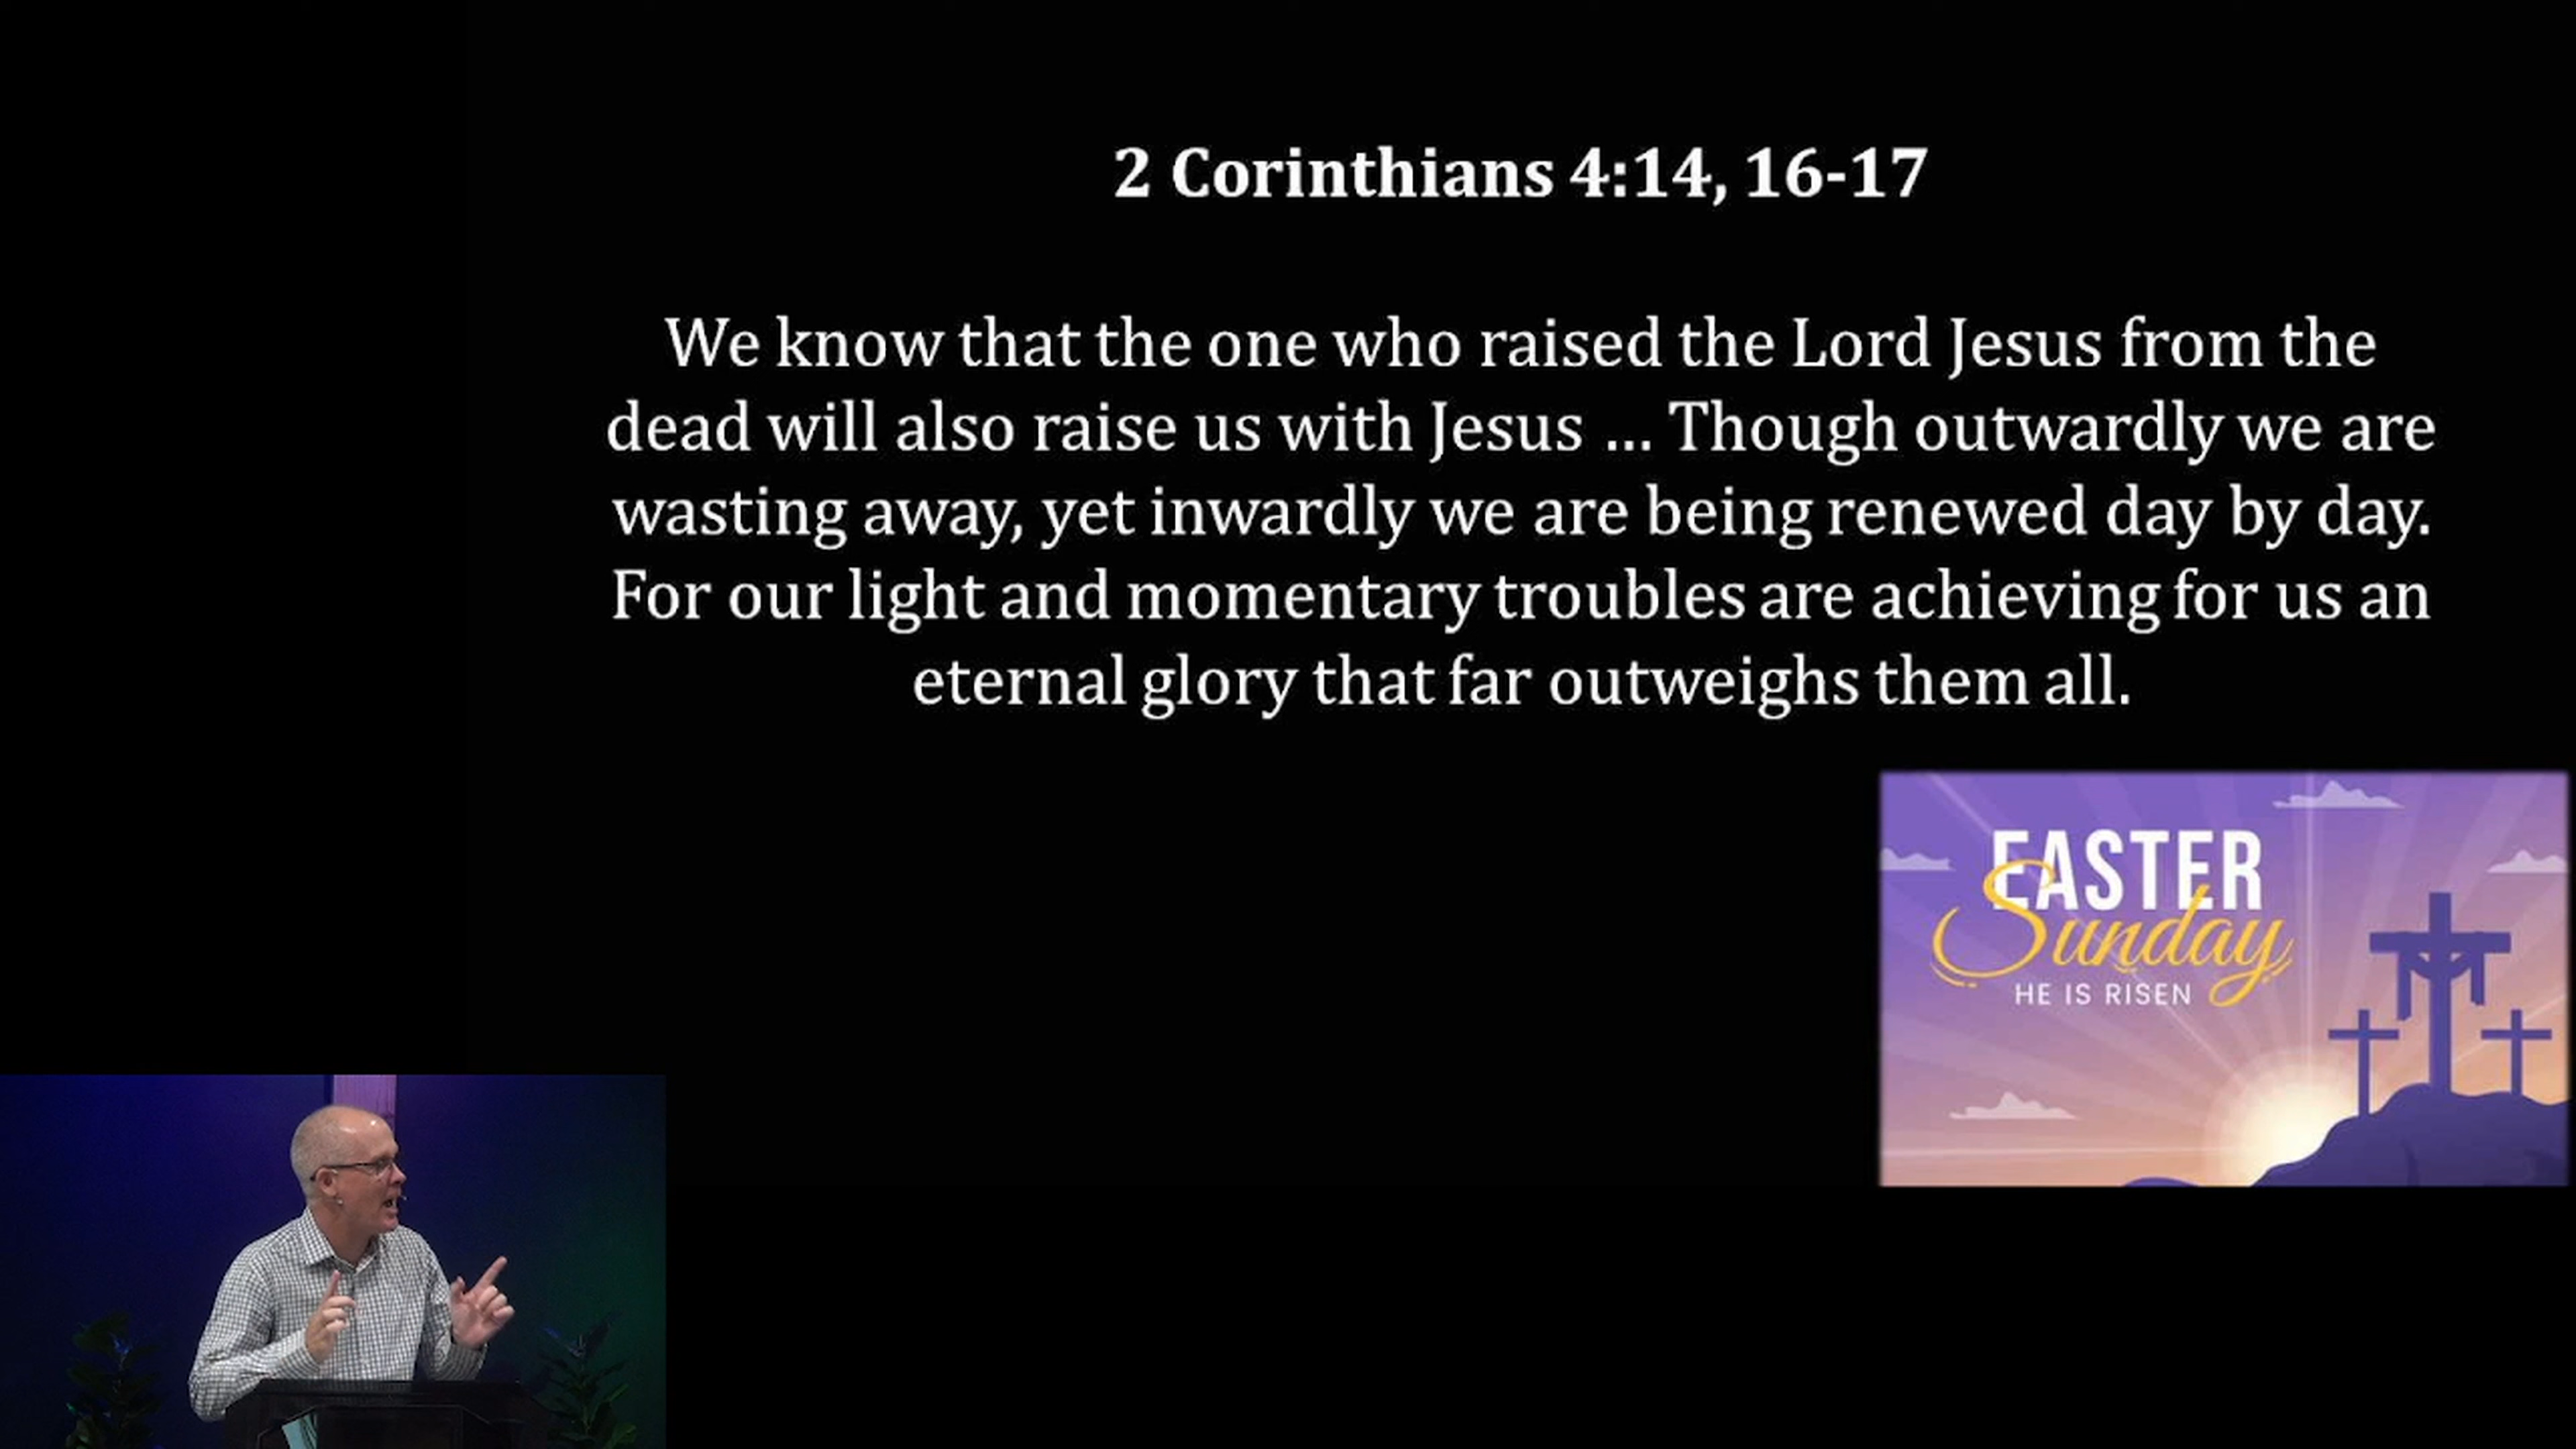 2 Corinthians 4:14, 16-17
We know that the one who raised the Lord Jesus from the
dead will also raise us with Jesus ... Though outwardly we are
wasting away, yet inwardly we are being renewed day by day.
For our light and momentary troubles are achieving for us an
eternal glory that far outweighs them all.
EASTER
Sunday
HE IS RISEN